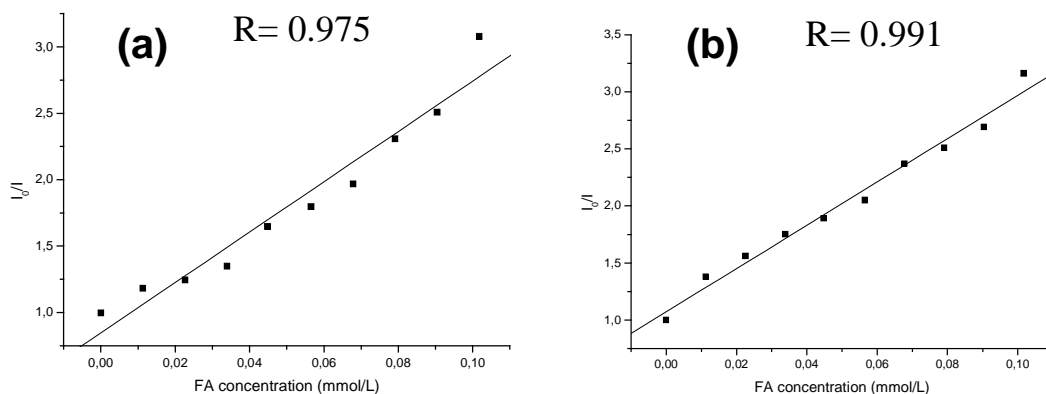 (a)
R= 0.975
3,0
2,5
2,0
1,5
1,0
I₀/I
0,00 0,02 0,04 0,06 0,08 0,10
FA concentration (mmol/L)
(b)
R= 0.991
3,5
3,0
2,5
2,0
1,5
1,0
I₀/I
0,00 0,02 0,04 0,06 0,08 0,10
FA concentration (mmol/L)